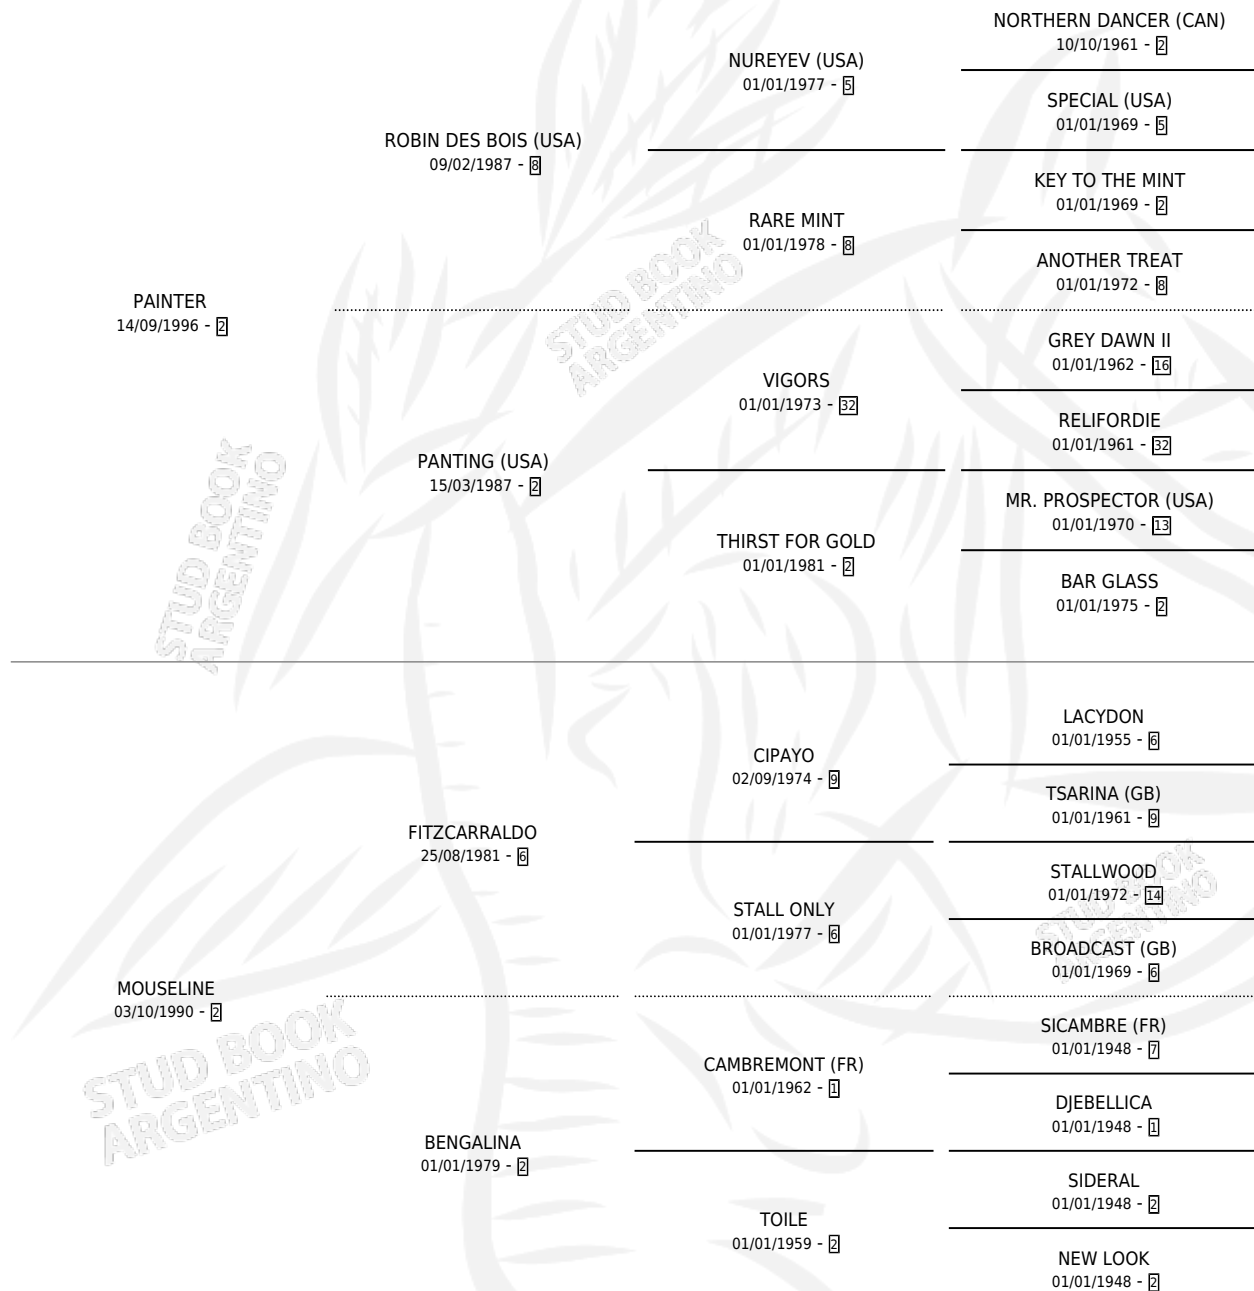 NORTHERN DANCER (CAN)
10/10/1961 - 2
NUREYEV (USA)
01/01/1977 - 5
SPECIAL (USA)
01/01/1969 - 5
ROBIN DES BOIS (USA)
09/02/1987 - 8
KEY TO THE MINT
01/01/1969 - 2
RARE MINT
01/01/1978 - 8
ANOTHER TREAT
01/01/1972 - 8
PAINTER
14/09/1996 - 2
GREY DAWN II
01/01/1962 - 16
VIGORS
01/01/1973 - 32
RELIFORDIE
01/01/1961 - 32
PANTING (USA)
15/03/1987 - 2
MR. PROSPECTOR (USA)
01/01/1970 - 13
THIRST FOR GOLD
01/01/1981 - 2
BAR GLASS
01/01/1975 - 2
LACYDON
01/01/1955 - 6
CIPAYO
02/09/1974 - 9
TSARINA (GB)
01/01/1961 - 9
FITZCARRALDO
25/08/1981 - 6
STALLWOOD
01/01/1972 - 14
STALL ONLY
01/01/1977 - 6
BROADCAST (GB)
01/01/1969 - 6
MOUSELINE
03/10/1990 - 2
SICAMBRE (FR)
01/01/1948 - 7
CAMBREMONT (FR)
01/01/1962 - 1
DJEBELLICA
01/01/1948 - 1
BENGALINA
01/01/1979 - 2
SIDERAL
01/01/1948 - 2
TOILE
01/01/1959 - 2
NEW LOOK
01/01/1948 - 2
STUD BOOK
ARGENTINO
STUD BOOK
ARGENTINO
STUD BOOK
ARGENTINO
STUD BOOK
ARGENTINO